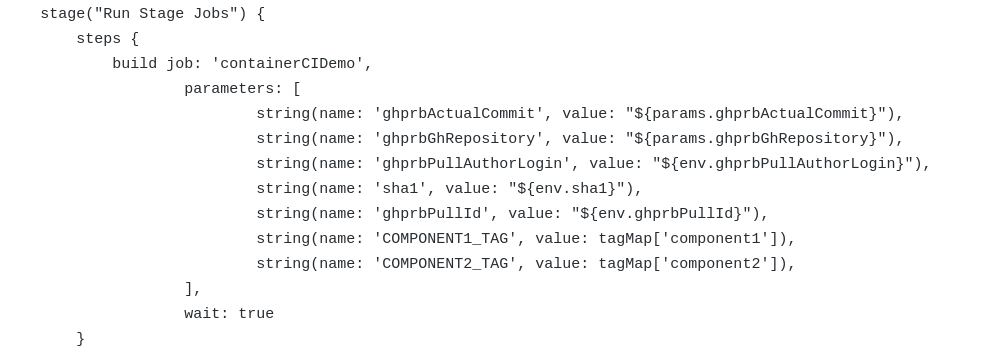 stage("Run Stage Jobs") {
steps {
build job: 'containerCIDemo',
parameters: [
string(name: 'ghprbActualCommit', value: "${params.ghprbActualCommit}"),
string(name: 'ghprbGhRepository', value: "${params.ghprbGhRepository}"),
string(name: 'ghprbPullAuthorLogin', value: "${env.ghprbPullAuthorLogin}"),
string(name: 'sha1', value: "${env.sha1}"),
string(name: 'ghprbPullId', value: "${env.ghprbPullId}"),
string(name: 'COMPONENT1_TAG', value: tagMap['component1']),
string(name: 'COMPONENT2_TAG', value: tagMap['component2']),
],
wait: true
}